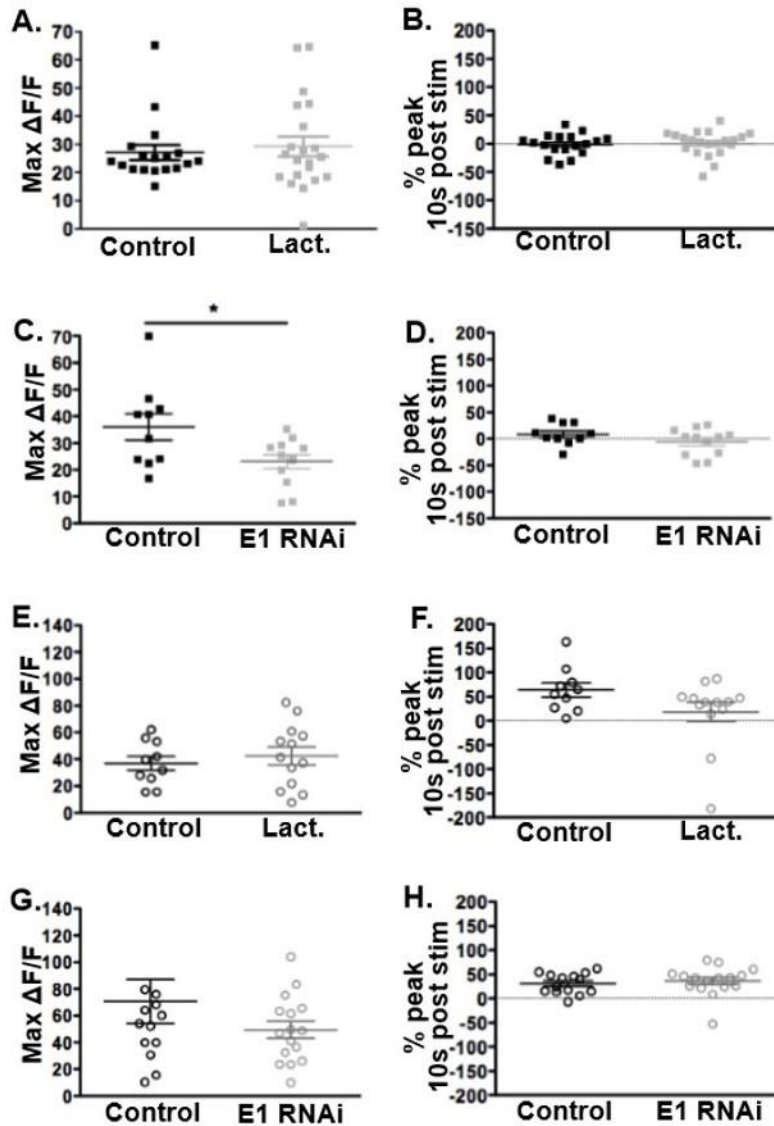 A.
Max ΔF/F
70
60
50
40
30
20
10
0
Control Lact.
B.
% peak
10s post stim
200
150
100
50
0
-50
-100
-150
Control Lact.
C.
Max ΔF/F
70
60
50
40
30
20
10
0
*
Control E1 RNAi
D.
% peak
10s post stim
200
150
100
50
0
-50
-100
-150
Control E1 RNAi
E.
Max ΔF/F
140
120
100
80
60
40
20
0
Control Lact.
F.
% peak
10s post stim
200
150
100
50
0
-50
-100
-150
-200
Control Lact.
G.
Max ΔF/F
140
120
100
80
60
40
20
0
Control E1 RNAi
H.
% peak
10s post stim
200
150
100
50
0
-50
-100
-150
-200
Control E1 RNAi